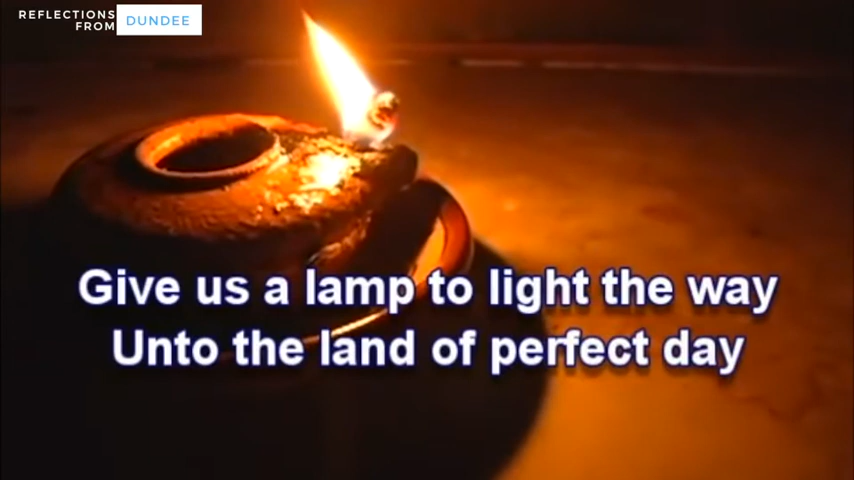 REFLECTIONS
FROM DUNDEE
Give us a lamp to light the way
Unto the land of perfect day